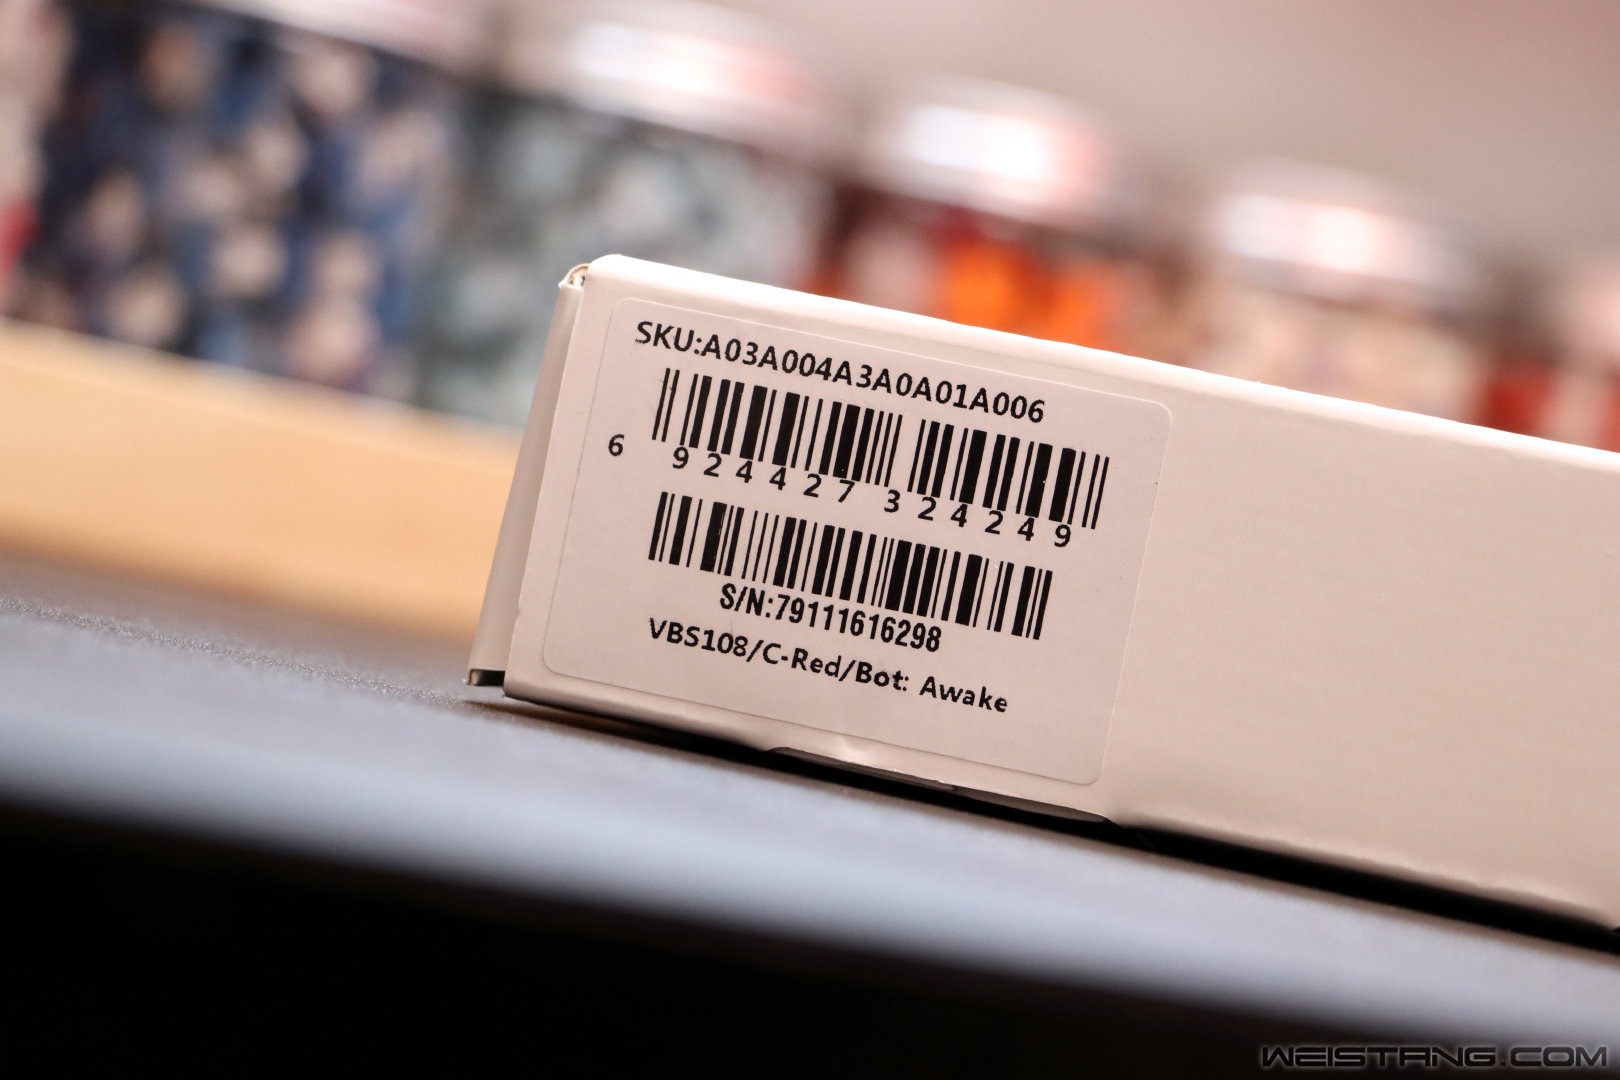 SKU:A03A004A3A0A01A006
6 924427 324249
S/N:79111616298
VBS108/C-Red/Bot: Awake
WEISTANG.COM